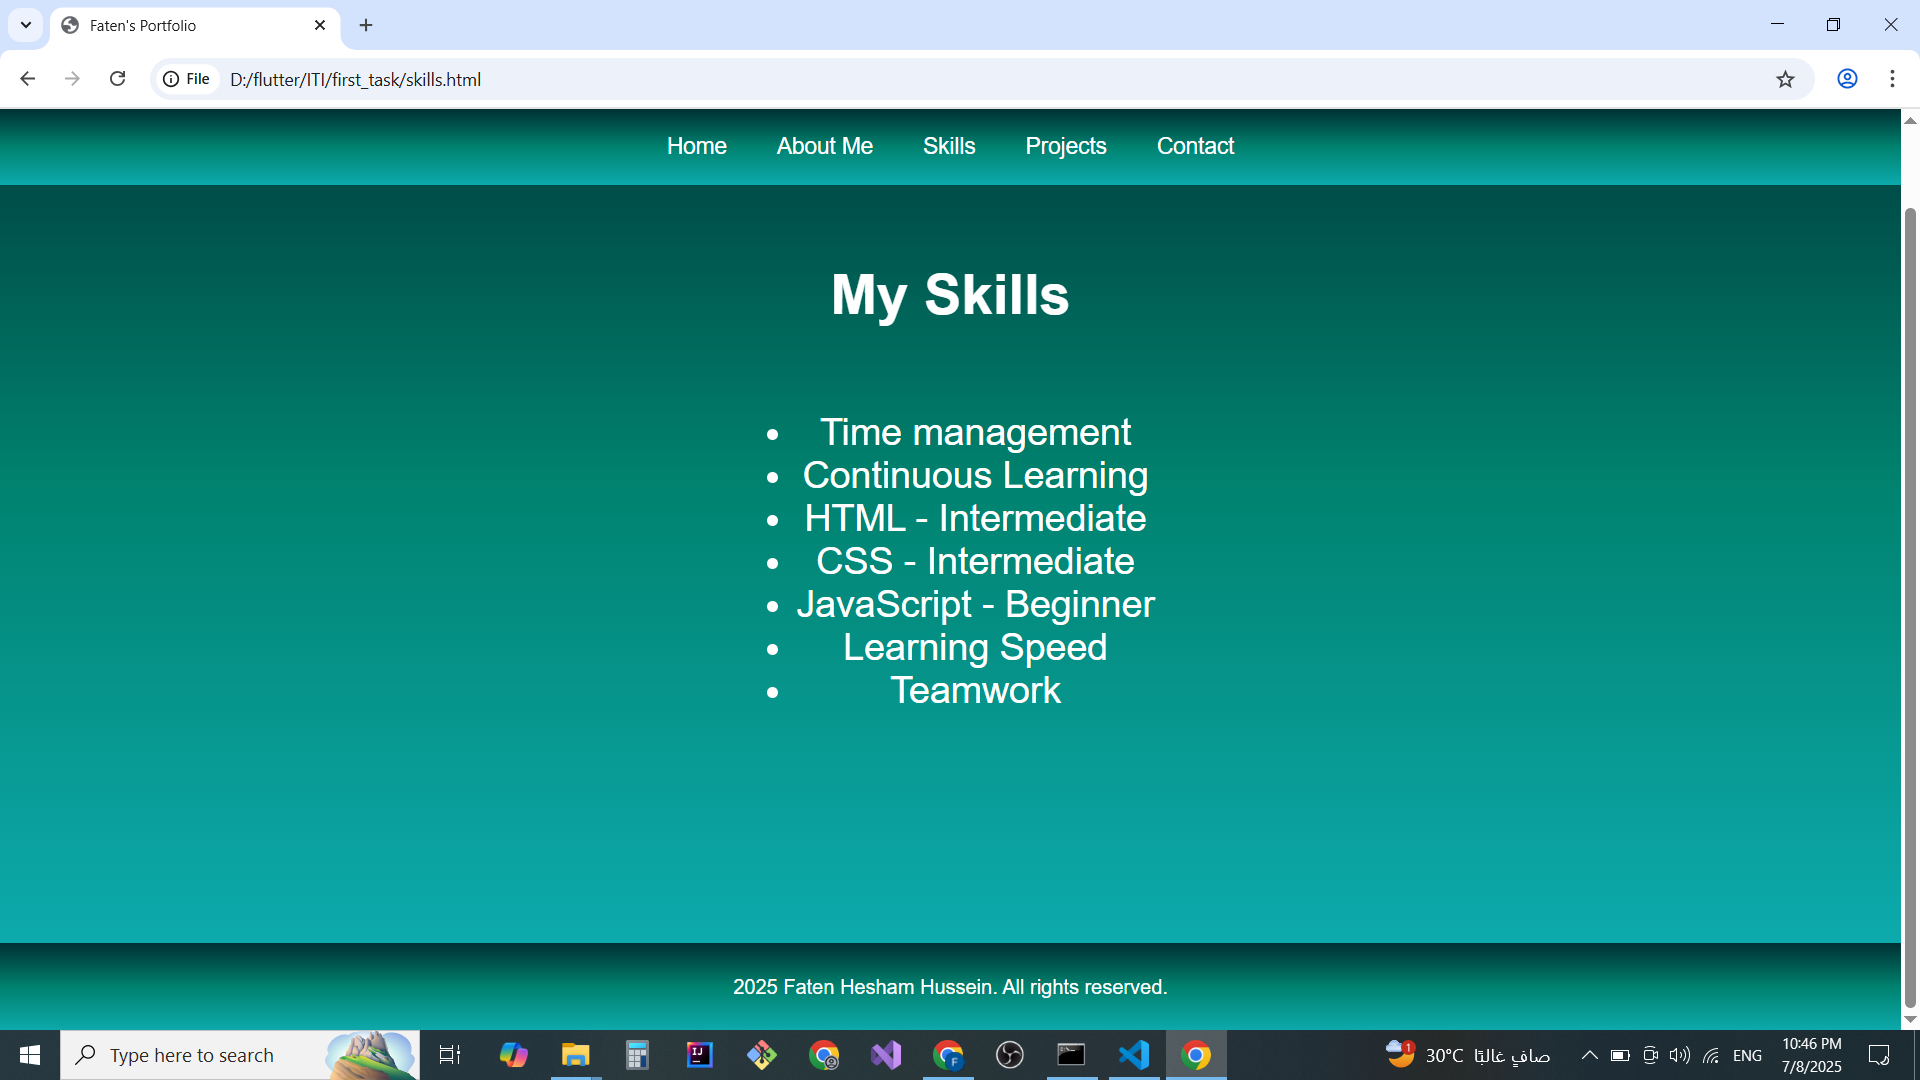 Faten's Portfolio
File D:/flutter/ITI/first_task/skills.html
Home About Me Skills Projects Contact
My Skills
• Time management
• Continuous Learning
• HTML - Intermediate
• CSS - Intermediate
• JavaScript - Beginner
• Learning Speed
• Teamwork
2025 Faten Hesham Hussein. All rights reserved.
Type here to search
IJ
F
1
30°C صافٍ غالبًا
ENG
10:46 PM
7/8/2025